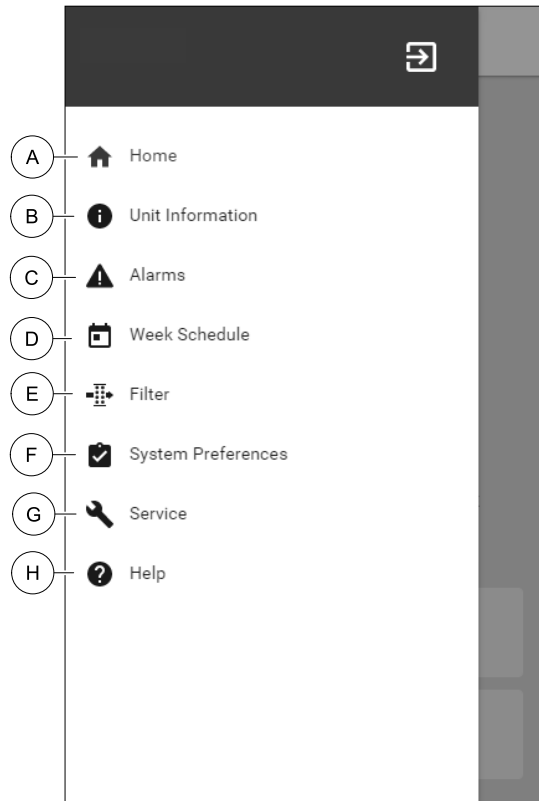 A Home
B Unit Information
C Alarms
D Week Schedule
E Filter
F System Preferences
G Service
H Help